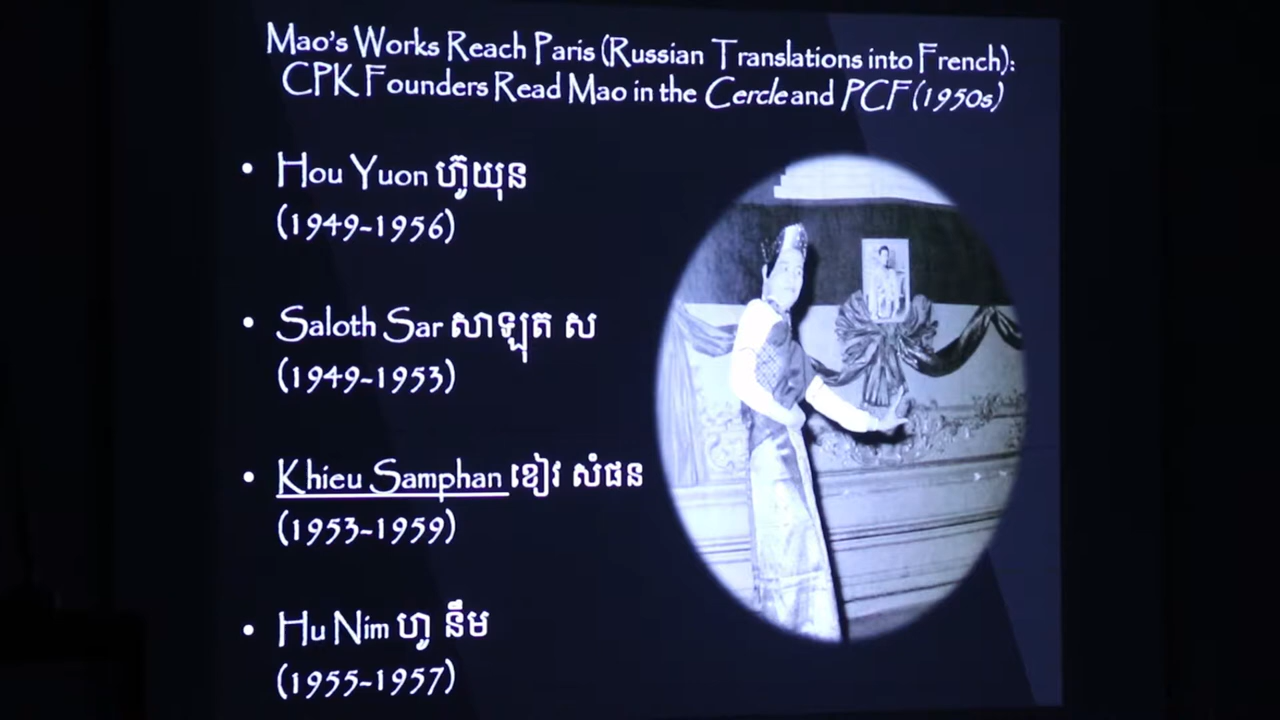 Mao's Works Reach Paris (Russian Translations into French):
CPK Founders Read Mao in the Cercle and PCF (1950s)
• Hou Yuon ហ៊ូយុន
(1949-1956)
• Saloth Sar សាឡុត ស
(1949-1953)
• Khieu Samphan ខៀវ សំផន
(1953-1959)
• Hu Nim ហូ នឹម
(1955-1957)